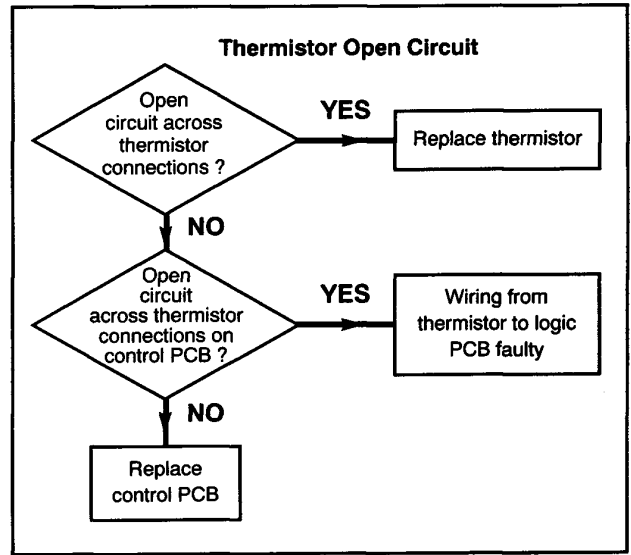 Thermistor Open Circuit
Open
circuit across
thermistor
connections ?
YES
Replace thermistor
NO
Open
circuit
across thermistor
connections on
control PCB ?
YES
Wiring from
thermistor to logic
PCB faulty
NO
Replace
control PCB